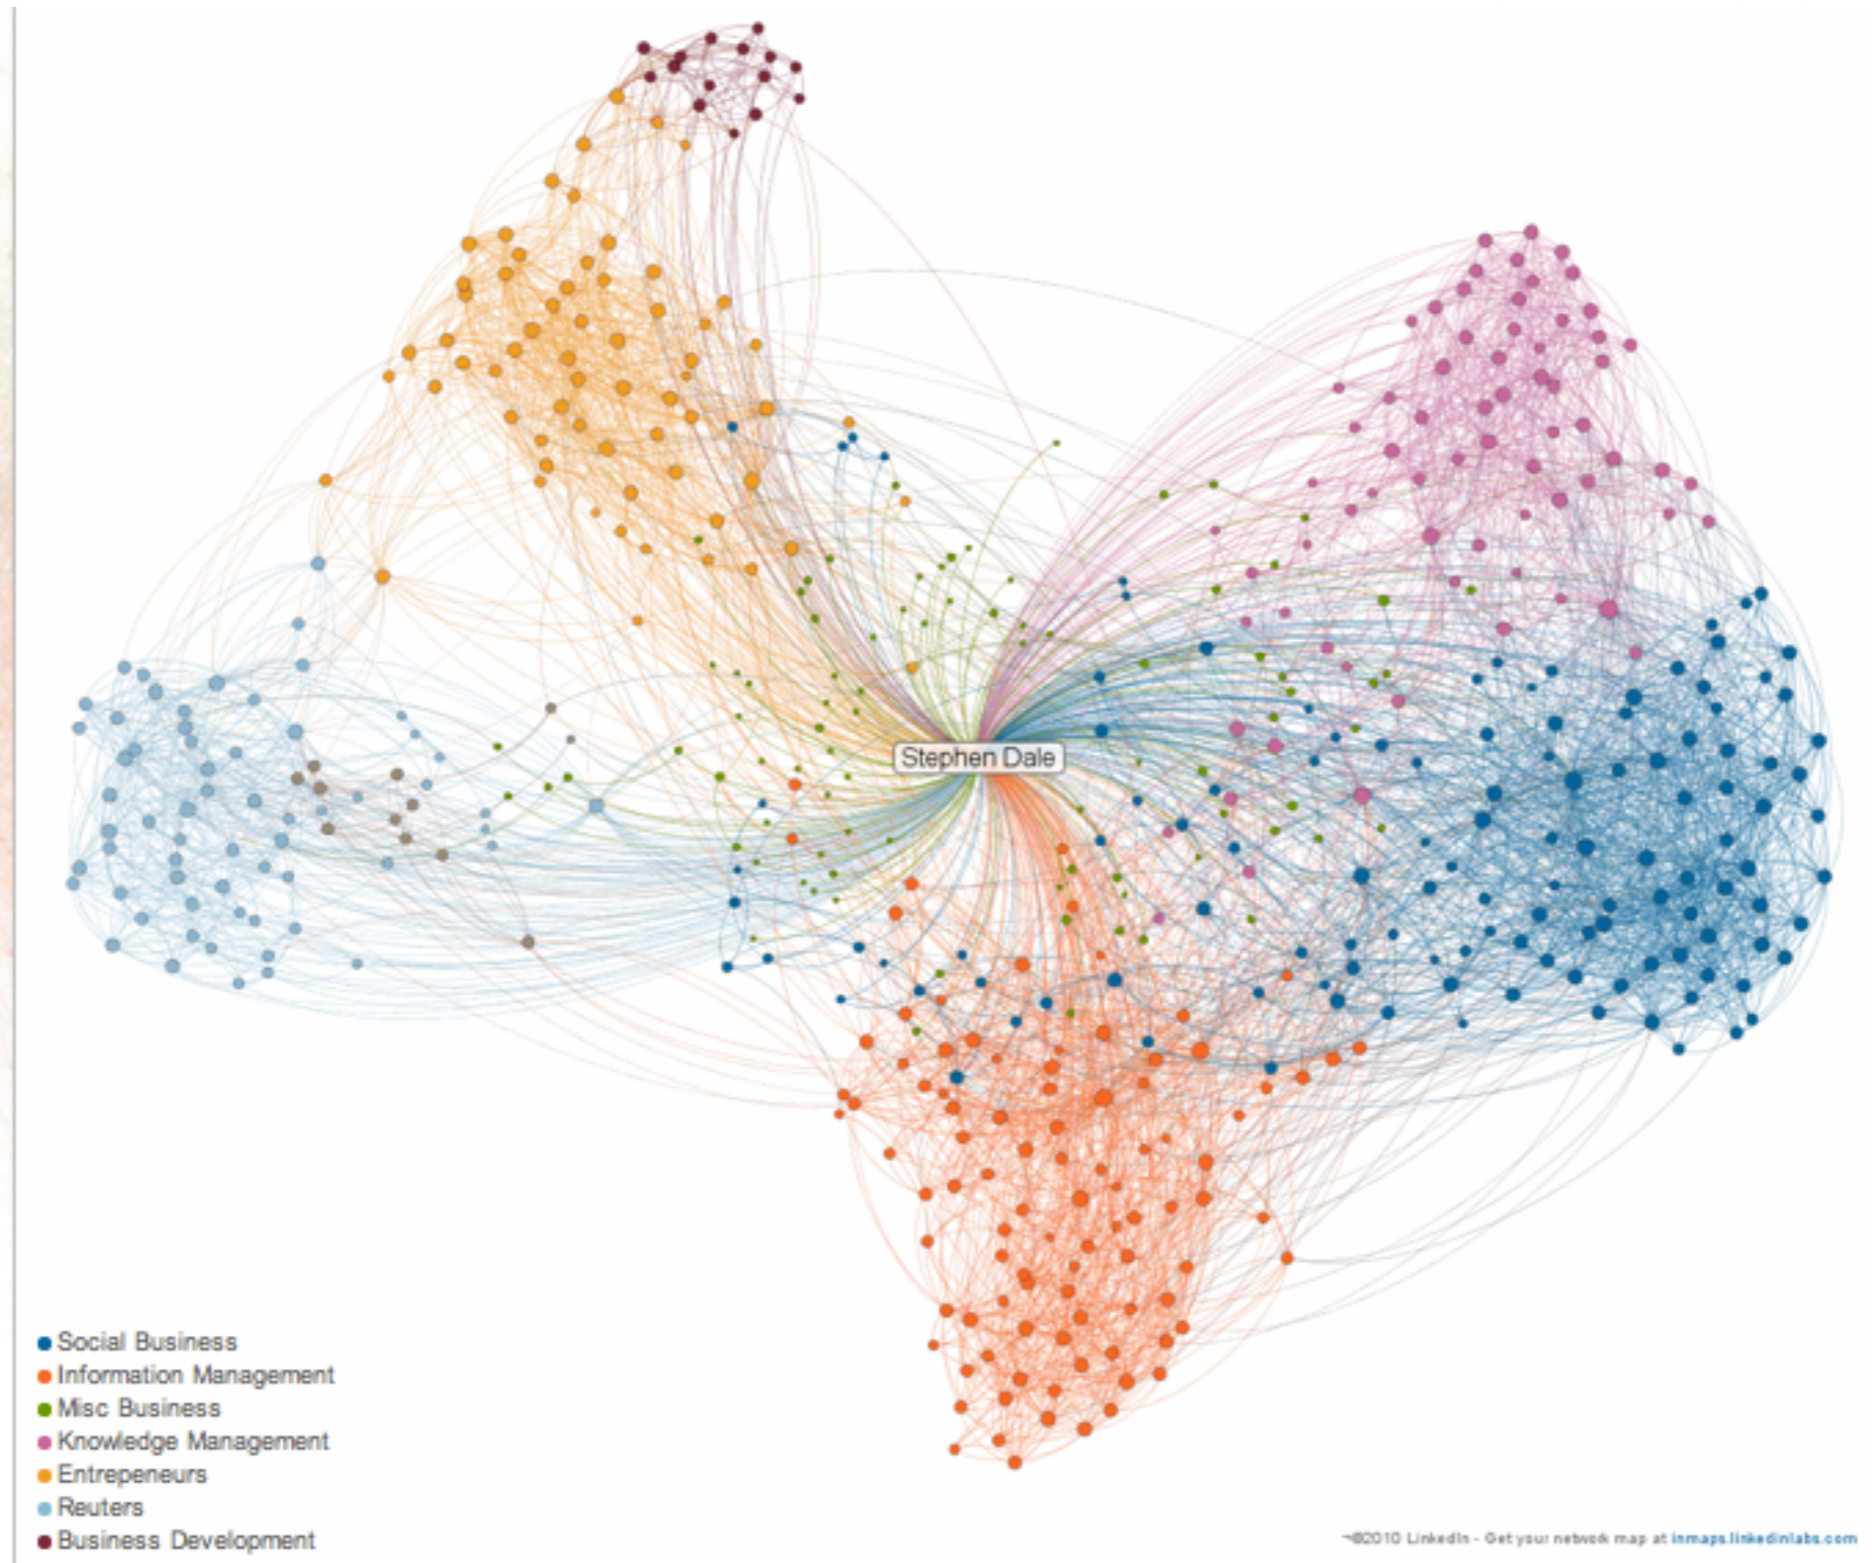 Stephen Dale
Social Business
Information Management
Misc Business
Knowledge Management
Entrepeneurs
Reuters
Business Development
¬©2010 LinkedIn - Get your network map at inmaps.linkedinlabs.com